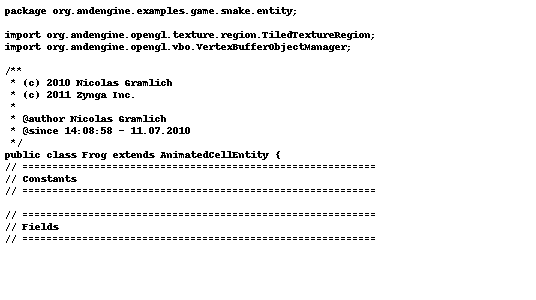 package org.andengine.examples.game.snake.entity;

import org.andengine.opengl.texture.region.TiledTextureRegion;
import org.andengine.opengl.vbo.VertexBufferObjectManager;

/**
 * (c) 2010 Nicolas Gramlich
 * (c) 2011 Zynga Inc.
 *
 * @author Nicolas Gramlich
 * @since 14:08:58 - 11.07.2010
 */
public class Frog extends AnimatedCellEntity {
// ===========================================================
// Constants
// ===========================================================

// ===========================================================
// Fields
// ===========================================================